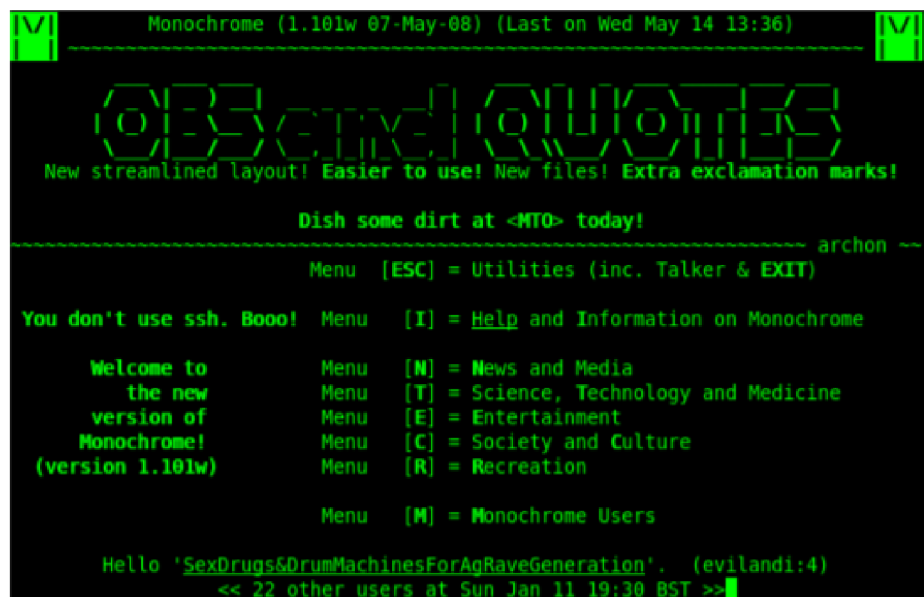 Monochrome (1.101w 07-May-08) (Last on Wed May 14 13:36)
OBS and QUOTES
New streamlined layout! Easier to use! New files! Extra exclamation marks!
Dish some dirt at <MTO> today!
archon
Menu [ESC] = Utilities (inc. Talker & EXIT)
You don't use ssh. Booo! Menu [I] = Help and Information on Monochrome
Welcome to Menu [N] = News and Media
the new Menu [T] = Science, Technology and Medicine
version of Menu [E] = Entertainment
Monochrome! Menu [C] = Society and Culture
(version 1.101w) Menu [R] = Recreation
Menu [M] = Monochrome Users
Hello 'SexDrugs&DrumMachinesForAgRaveGeneration'. (evilandi:4)
<< 22 other users at Sun Jan 11 19:30 BST >>